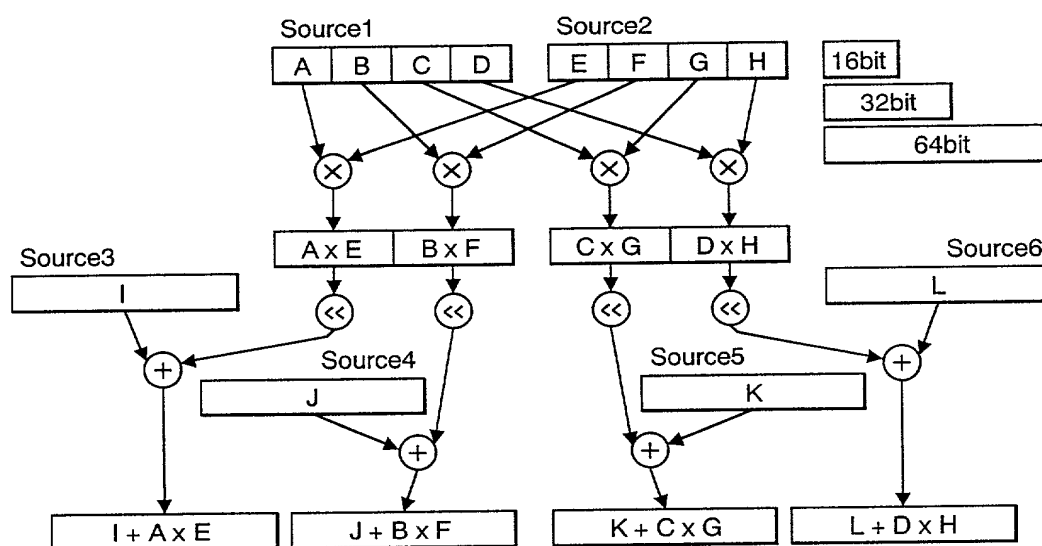 Source1
Source2
A B C D
E F G H
16bit
32bit
64bit
× × × ×
A x E B x F
C x G D x H
Source3
Source6
I
L
<< << << <<
+ +
Source4
Source5
J
K
+ +
I + A x E
J + B x F
K + C x G
L + D x H